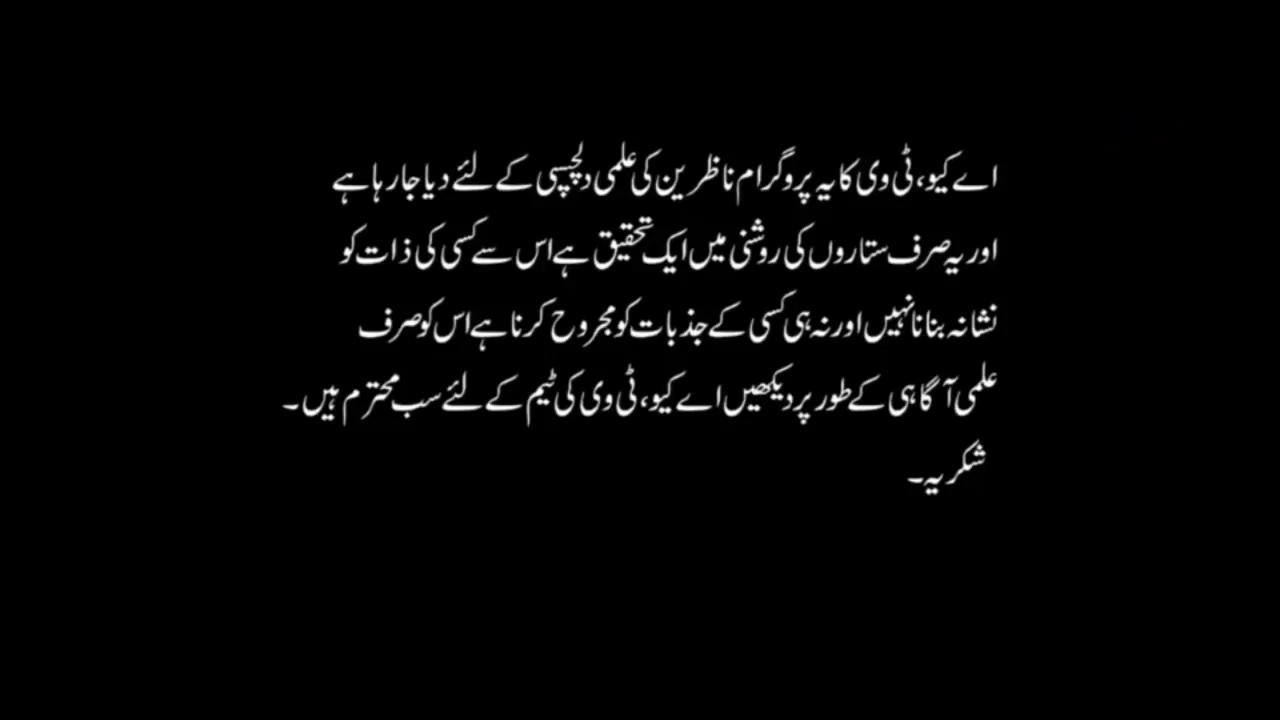 اے کیو، ٹی وی کا یہ پروگرام ناظرین کی علمی دلچسپی کے لئے دیا جا رہا ہے
اور یہ صرف ستاروں کی روشنی میں ایک تحقیق ہے اس سے کسی کی ذات کو
نشانہ بنانا نہیں اور نہ ہی کسی کے جذبات کو مجروح کرنا ہے اس کو صرف
علمی آگاہی کے طور پر دیکھیں اے کیو، ٹی وی کی ٹیم کے لئے سب محترم ہیں۔
شکریہ۔